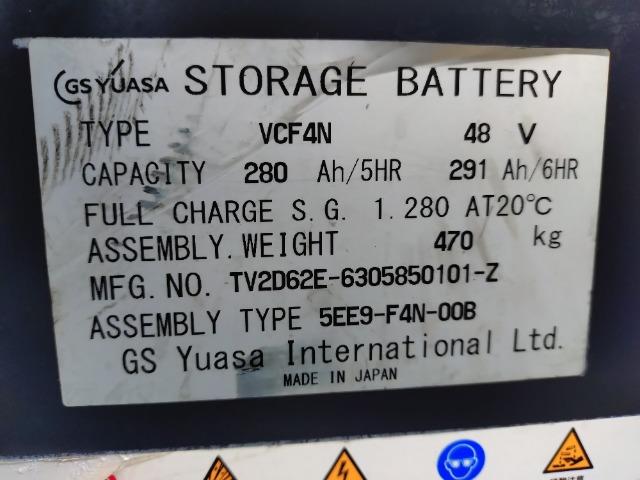 GS YUASA STORAGE BATTERY
TYPE VCF4N 48 V
CAPACITY 280 Ah/5HR 291 Ah/6HR
FULL CHARGE S.G. 1.280 AT20℃
ASSEMBLY.WEIGHT 470 kg
MFG.NO. TV2D62E-6305850101-Z
ASSEMBLY TYPE 5EE9-F4N-00B
GS Yuasa International Ltd.
MADE IN JAPAN